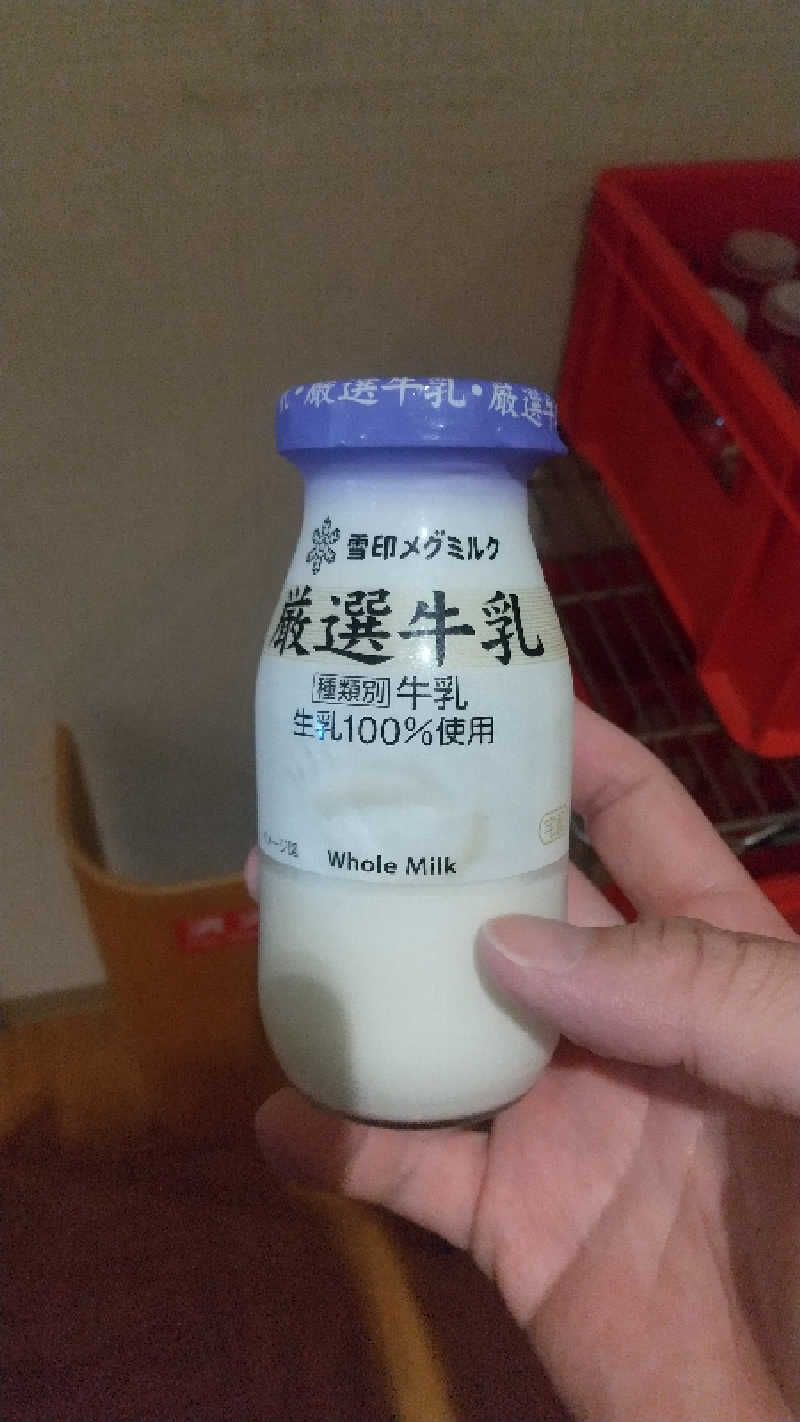 ・厳選牛乳・厳選牛
雪印メグミルク
厳選牛乳
種類別 牛乳
生乳100%使用
Whole Milk